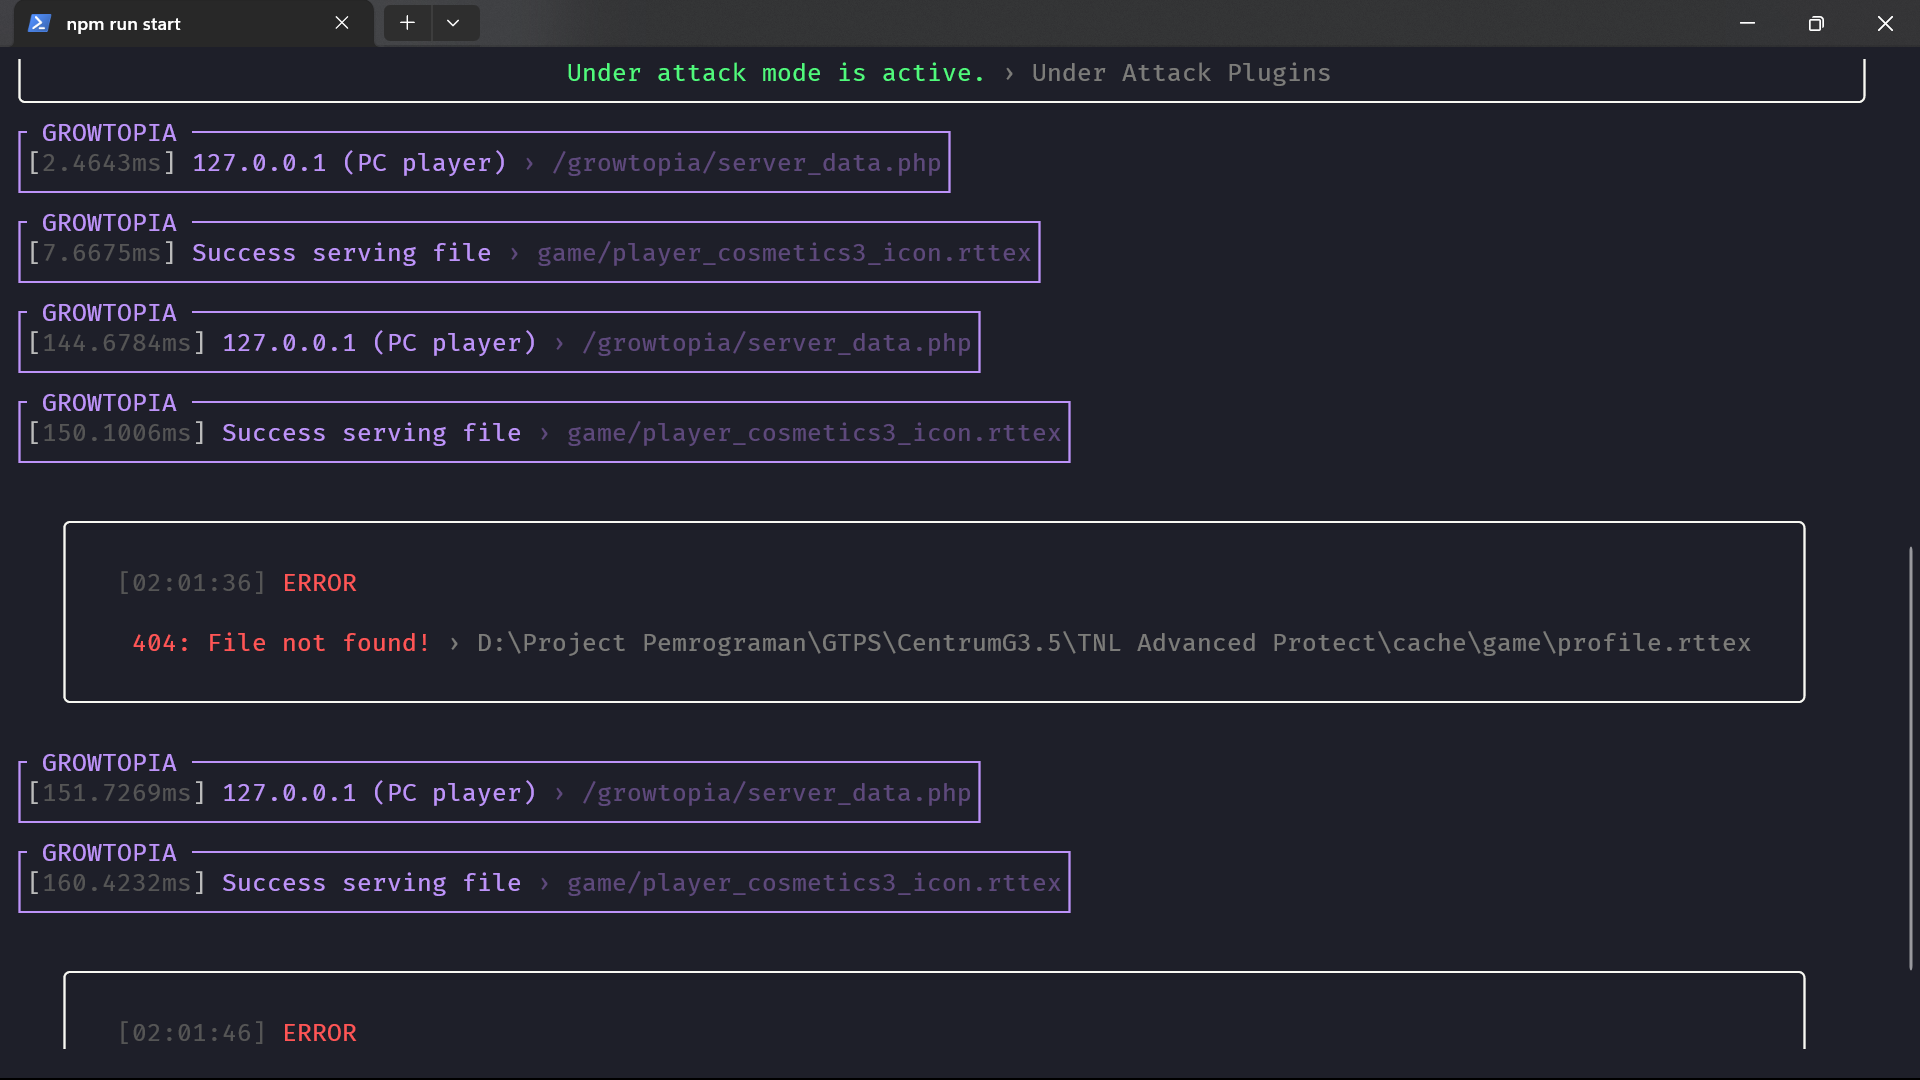 npm run start
Under attack mode is active. › Under Attack Plugins
GROWTOPIA
[2.4643ms] 127.0.0.1 (PC player) › /growtopia/server_data.php
GROWTOPIA
[7.6675ms] Success serving file › game/player_cosmetics3_icon.rttex
GROWTOPIA
[144.6784ms] 127.0.0.1 (PC player) › /growtopia/server_data.php
GROWTOPIA
[150.1006ms] Success serving file › game/player_cosmetics3_icon.rttex
[02:01:36] ERROR
404: File not found! › D:\Project Pemrograman\GTPS\CentrumG3.5\TNL Advanced Protect\cache\game\profile.rttex
GROWTOPIA
[151.7269ms] 127.0.0.1 (PC player) › /growtopia/server_data.php
GROWTOPIA
[160.4232ms] Success serving file › game/player_cosmetics3_icon.rttex
[02:01:46] ERROR